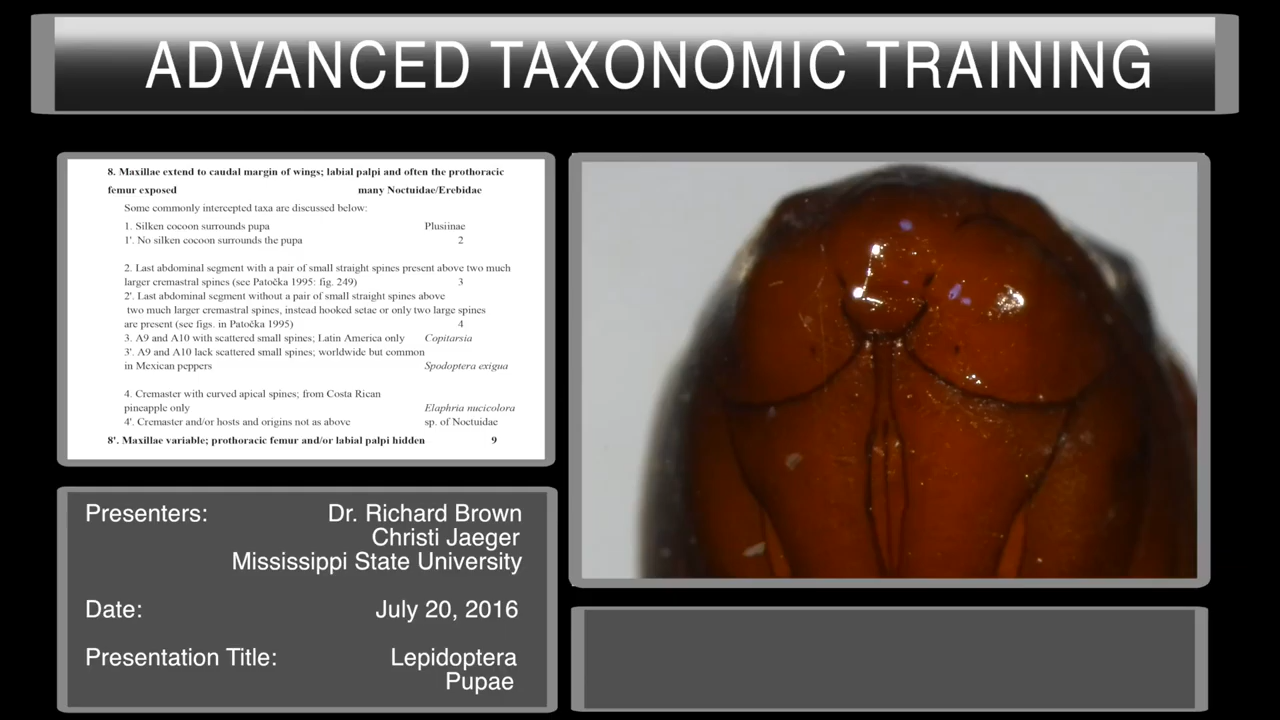 ADVANCED TAXONOMIC TRAINING
8. Maxillae extend to caudal margin of wings; labial palpi and often the prothoracic
femur exposed many Noctuidae/Erebidae
Some commonly intercepted taxa are discussed below:
1. Silken cocoon surrounds pupa Plusiinae
1'. No silken cocoon surrounds the pupa 2
2. Last abdominal segment with a pair of small straight spines present above two much
larger cremastral spines (see Patočka 1995: fig. 249) 3
2'. Last abdominal segment without a pair of small straight spines above
two much larger cremastral spines, instead hooked setae or only two large spines
are present (see figs. in Patočka 1995) 4
3. A9 and A10 with scattered small spines; Latin America only Copitarsia
3'. A9 and A10 lack scattered small spines; worldwide but common
in Mexican peppers Spodoptera exigua
4. Cremaster with curved apical spines; from Costa Rican
pineapple only Elaphria nucicolora
4'. Cremaster and/or hosts and origins not as above sp. of Noctuidae
8'. Maxillae variable; prothoracic femur and/or labial palpi hidden 9
Presenters: Dr. Richard Brown
Christi Jaeger
Mississippi State University
Date: July 20, 2016
Presentation Title: Lepidoptera
Pupae